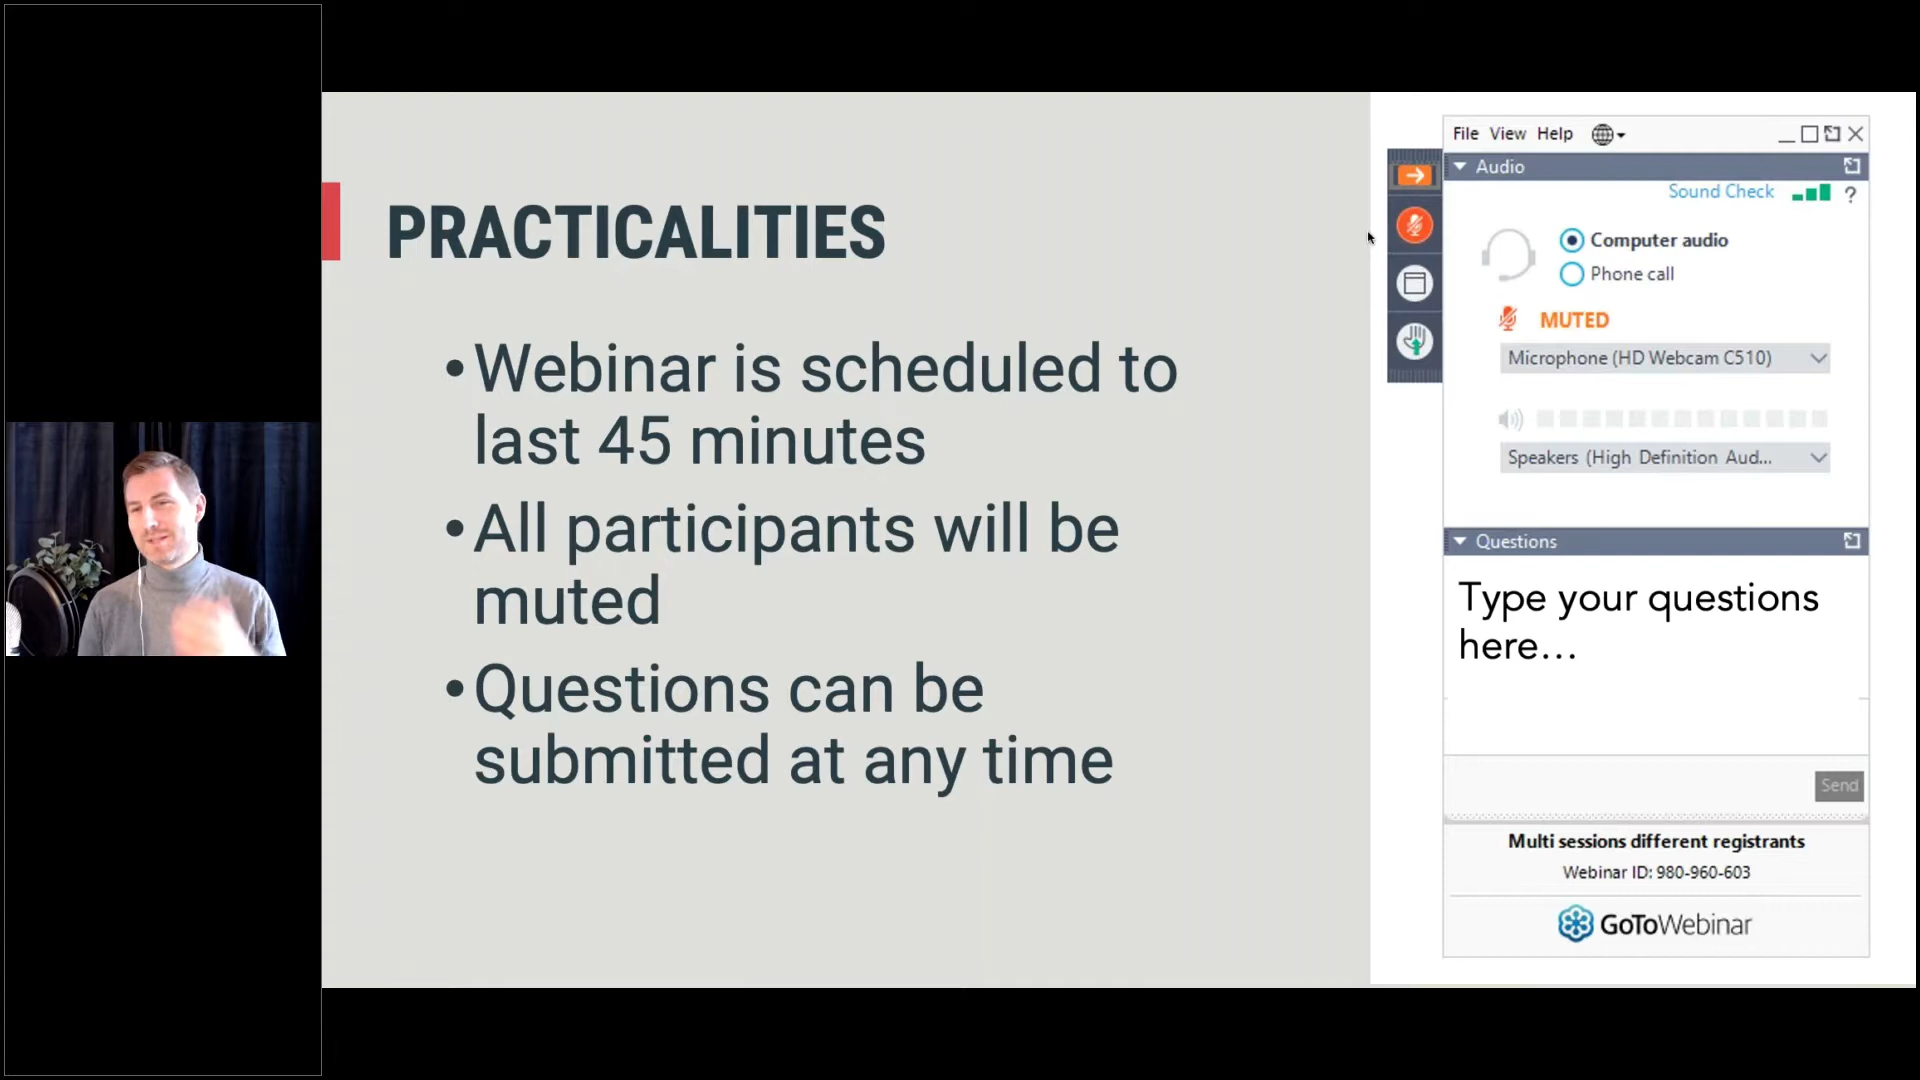 PRACTICALITIES
•Webinar is scheduled to
last 45 minutes
•All participants will be
muted
•Questions can be
submitted at any time
File View Help
Audio
Sound Check
?
Computer audio
Phone call
MUTED
Microphone (HD Webcam C510)
Speakers (High Definition Aud...
Questions
Type your questions
here...
Send
Multi sessions different registrants
Webinar ID: 980-960-603
GoToWebinar